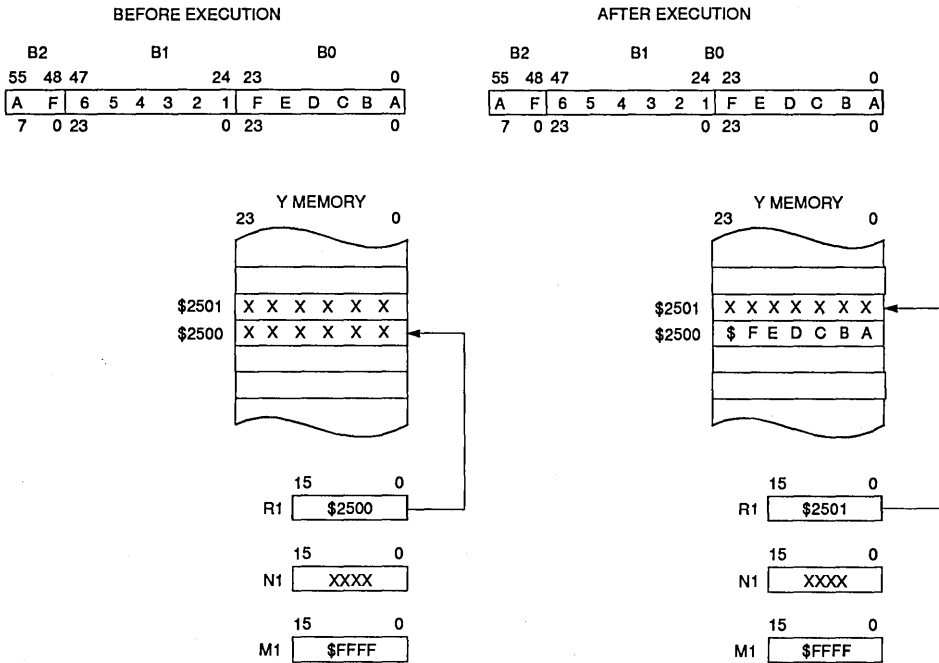 BEFORE EXECUTION
B2 B1 B0
55 48 47 24 23 0
A F 6 5 4 3 2 1 F E D C B A
7 0 23 0 23 0
Y MEMORY
23 0
$2501 X X X X X X
$2500 X X X X X X
15 0
R1 $2500
15 0
N1 XXXX
15 0
M1 $FFFF
AFTER EXECUTION
B2 B1 B0
55 48 47 24 23 0
A F 6 5 4 3 2 1 F E D C B A
7 0 23 0 23 0
Y MEMORY
23 0
$2501 X X X X X X X
$2500 $ F E D C B A
15 0
R1 $2501
15 0
N1 XXXX
15 0
M1 $FFFF